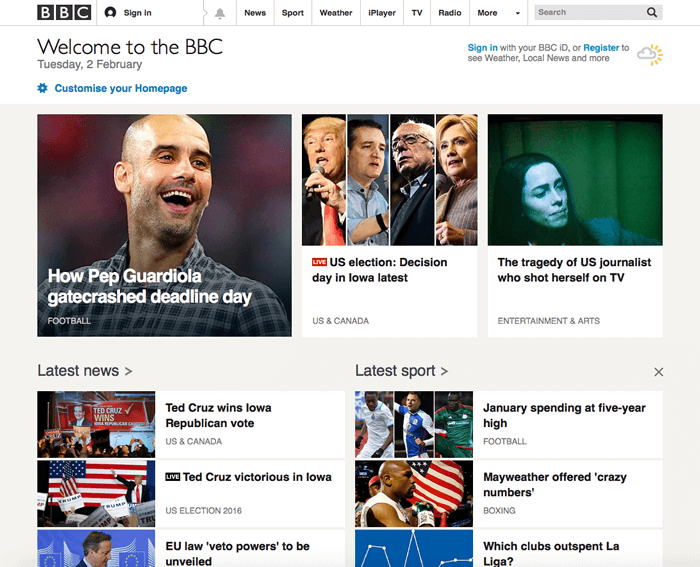 BBC
Sign in
News
Sport
Weather
iPlayer
TV
Radio
More
Search
Welcome to the BBC
Tuesday, 2 February
Sign in with your BBC iD, or Register to
see Weather, Local News and more
Customise your Homepage
How Pep Guardiola
gatecrashed deadline day
FOOTBALL
LIVE US election: Decision
day in Iowa latest
US & CANADA
The tragedy of US journalist
who shot herself on TV
ENTERTAINMENT & ARTS
Latest news >
Latest sport >
TED CRUZ
WINS
IOWA REPUBLICAN CAUCUS
Ted Cruz wins Iowa
Republican vote
US & CANADA
January spending at five-year
high
FOOTBALL
TRUMP
TRUMP
LIVE Ted Cruz victorious in Iowa
US ELECTION 2016
Mayweather offered 'crazy
numbers'
BOXING
EU law 'veto powers' to be
unveiled
Which clubs outspent La
Liga?